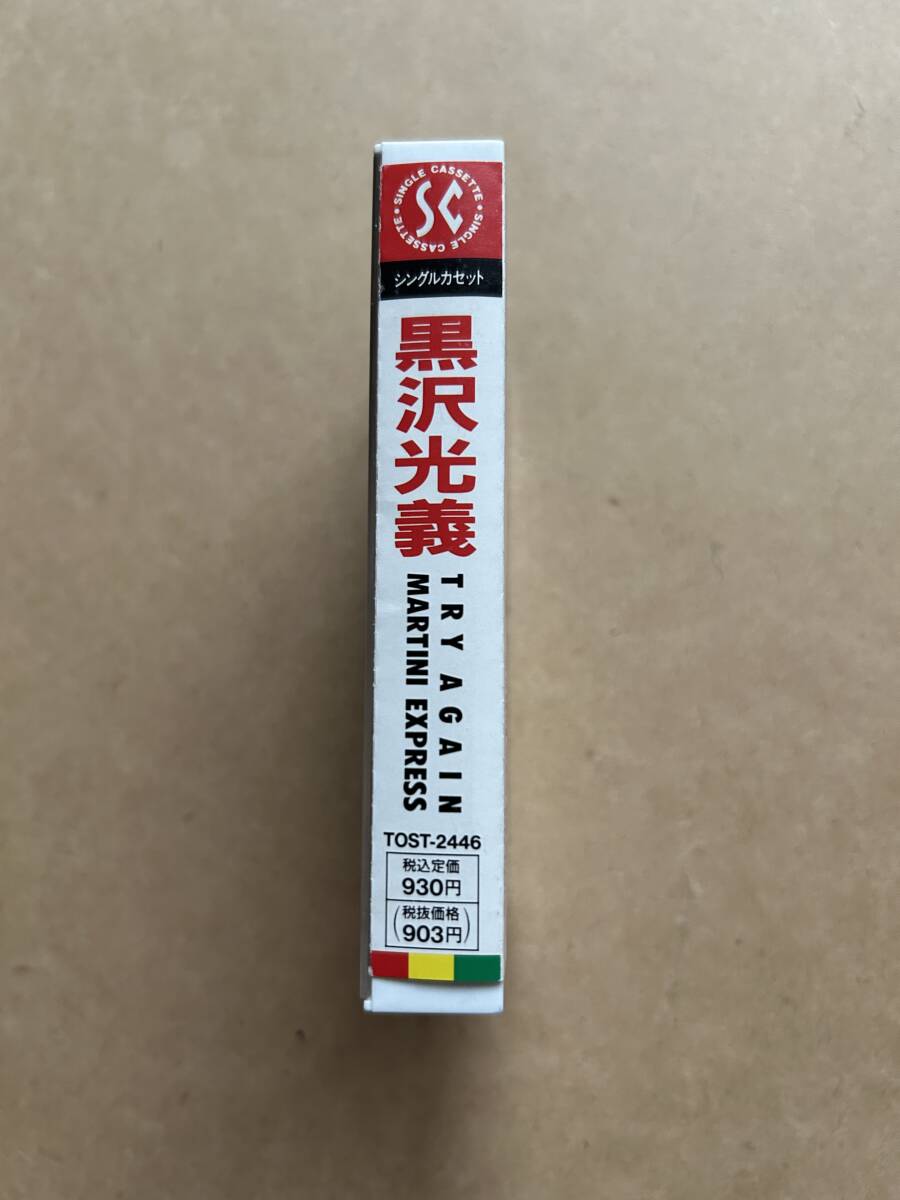 SINGLE CASSETTE • SINGLE CASSETTE •
SC
シングルカセット
黒沢光義
TRY AGAIN
MARTINI EXPRESS
TOST-2446
税込定価
930円
(税抜価格
903円)